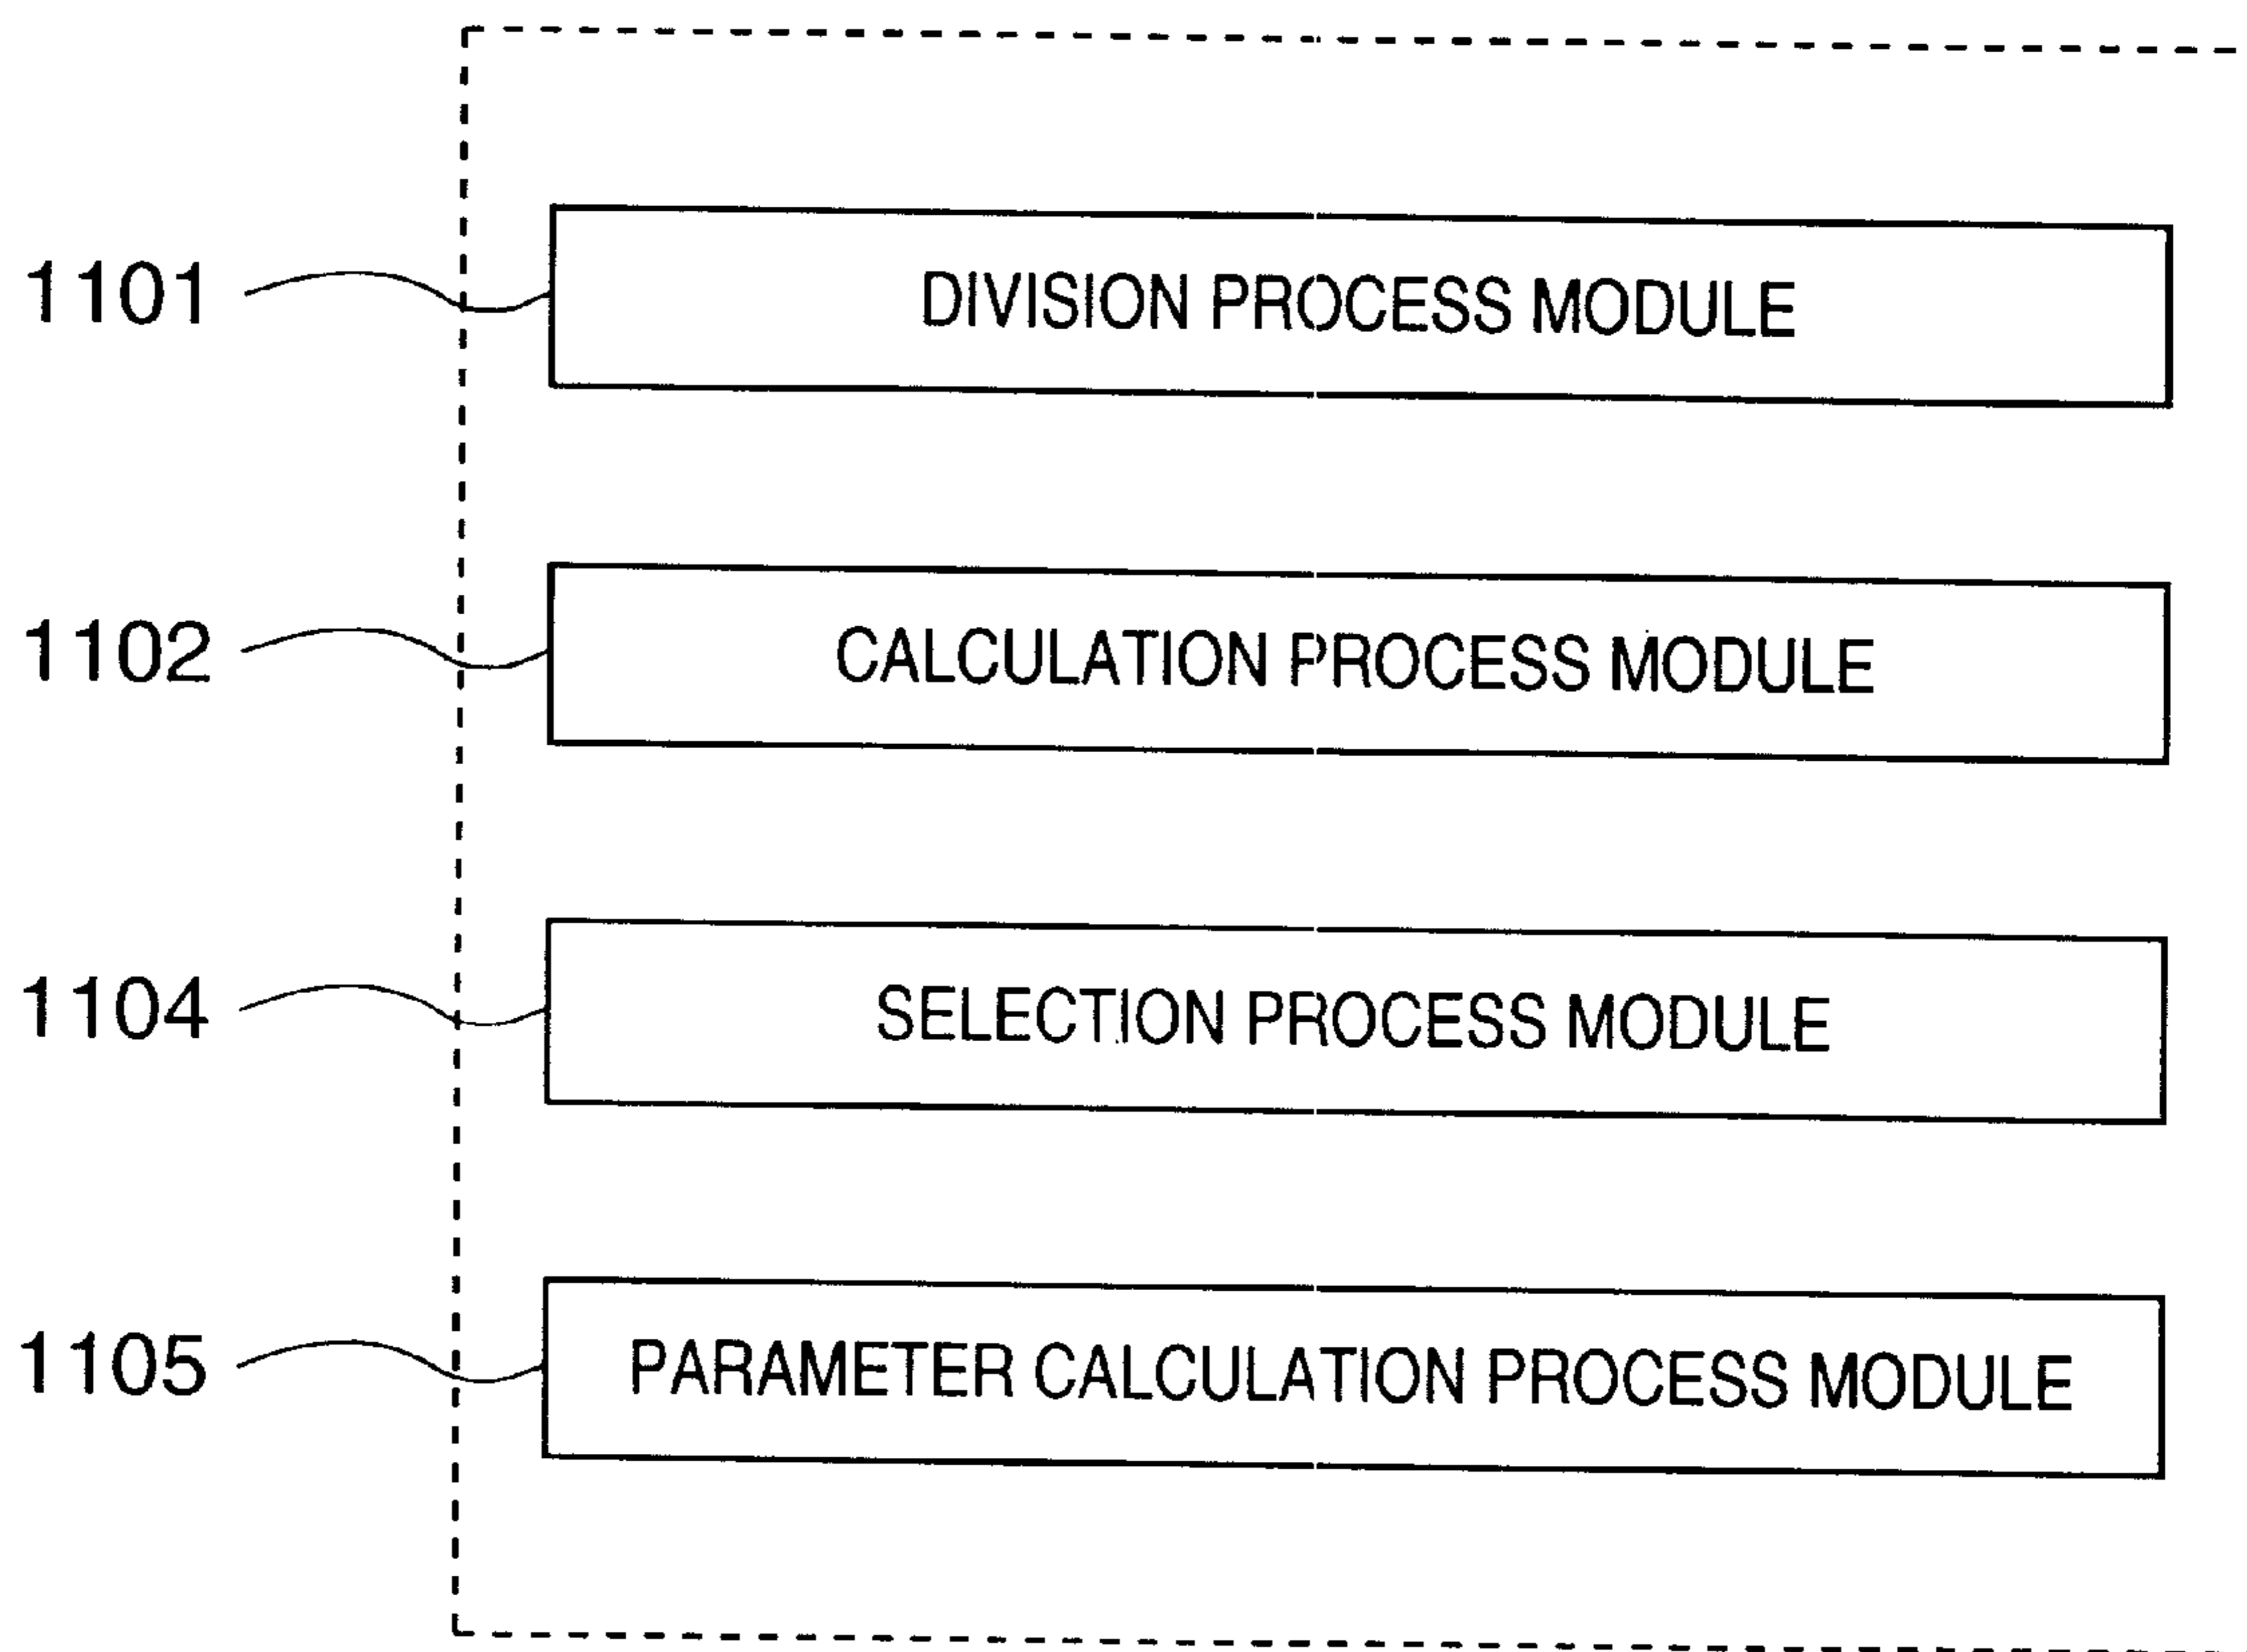 1101 DIVISION PROCESS MODULE
1102 CALCULATION PROCESS MODULE
1104 SELECTION PROCESS MODULE
1105 PARAMETER CALCULATION PROCESS MODULE